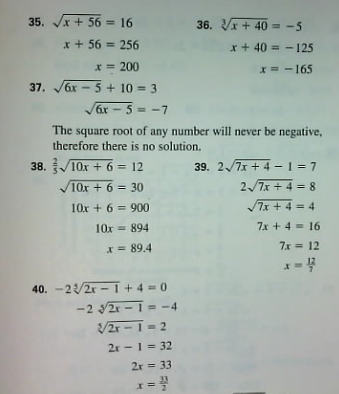 35. √(x + 56) = 16
x + 56 = 256
x = 200
36. ∛(x + 40) = −5
x + 40 = −125
x = −165
37. √(6x − 5) + 10 = 3
√(6x − 5) = −7
The square root of any number will never be negative,
therefore there is no solution.
38. 2/5 √(10x + 6) = 12
√(10x + 6) = 30
10x + 6 = 900
10x = 894
x = 89.4
39. 2√(7x + 4) − 1 = 7
2√(7x + 4) = 8
√(7x + 4) = 4
7x + 4 = 16
7x = 12
x = 12/7
40. −2 ⁵√(2x − 1) + 4 = 0
−2 ⁵√(2x − 1) = −4
⁵√(2x − 1) = 2
2x − 1 = 32
2x = 33
x = 33/2